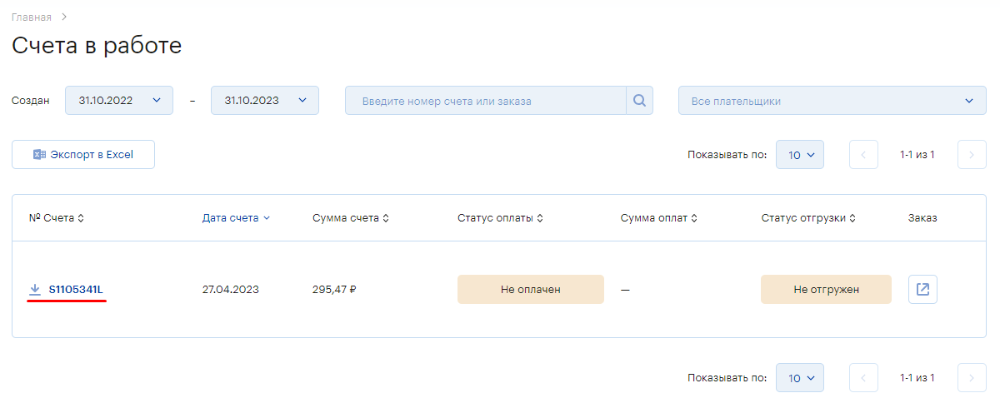 Главная
Счета в работе
Создан 31.10.2022 – 31.10.2023 Введите номер счета или заказа Все плательщики
Экспорт в Excel Показывать по: 10 1-1 из 1
№ Счета Дата счета Сумма счета Статус оплаты Сумма оплат Статус отгрузки Заказ
S1105341L 27.04.2023 295,47 ₽ Не оплачен — Не отгружен
Показывать по: 10 1-1 из 1